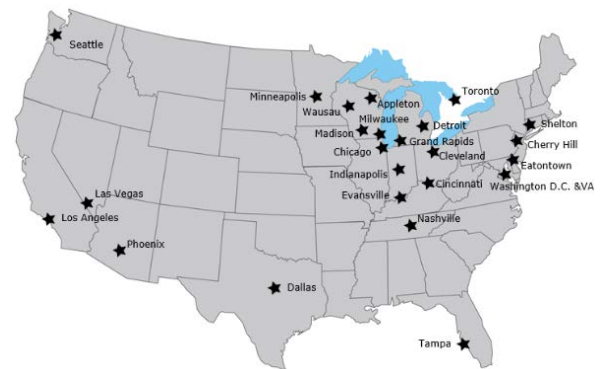 Seattle
Toronto
Minneapolis
Appleton
Wausau
Milwaukee
Shelton
Madison
Detroit
Grand Rapids
Cherry Hill
Chicago
Cleveland
Eatontown
Indianapolis
Cincinnati
Washington D.C. &VA
Las Vegas
Evansville
Los Angeles
Nashville
Phoenix
Dallas
Tampa